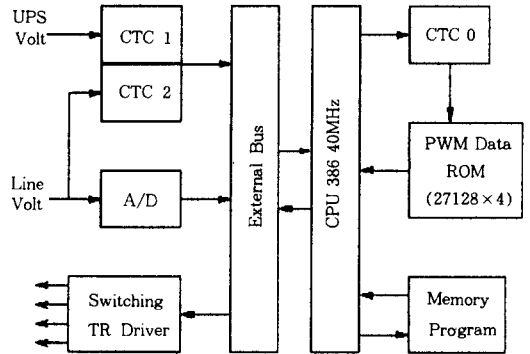 UPS
Volt
CTC 1
CTC 2
Line
Volt
A/D
Switching
TR Driver
External Bus
CPU 386 40MHz
CTC 0
PWM Data
ROM
(27128×4)
Memory
Program